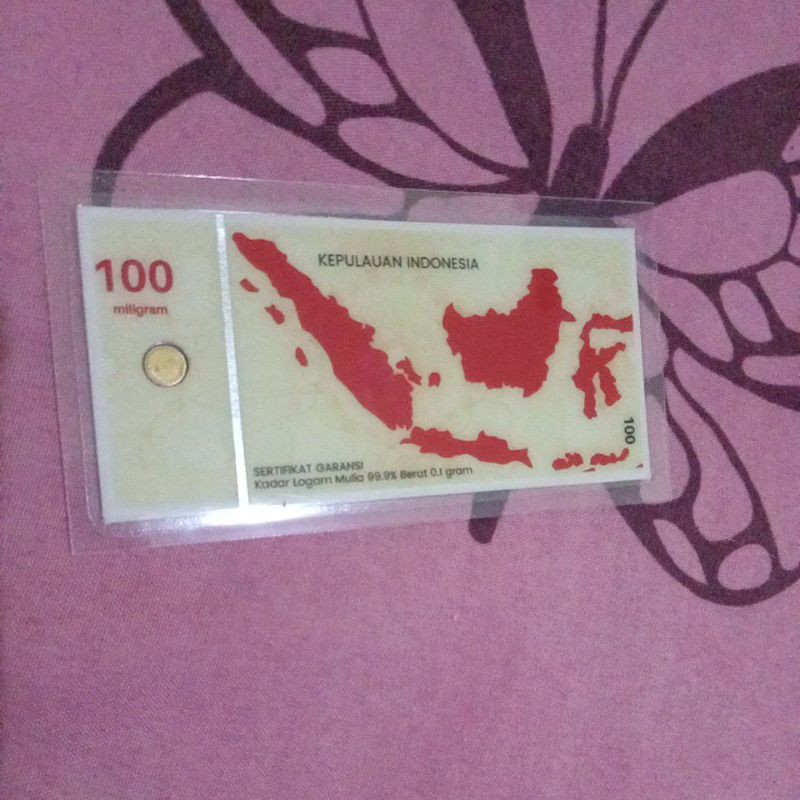 100
miligram
KEPULAUAN INDONESIA
SERTIFIKAT GARANSI
Kadar Logam Mulia 99.9% Berat 0.1 gram
100